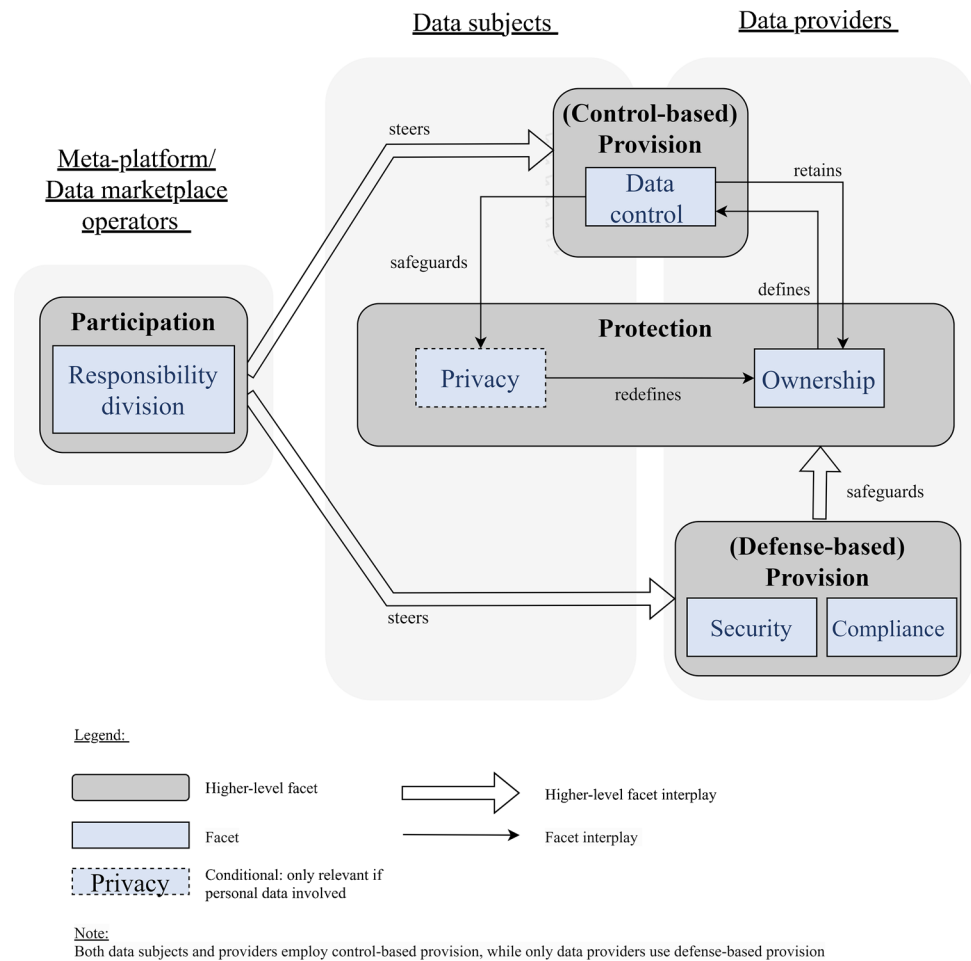 Data subjects
Data providers
Meta-platform/
Data marketplace
operators
steers
(Control-based)
Provision
Data
control
retains
safeguards
defines
Participation
Responsibility
division
Protection
Privacy
redefines
Ownership
safeguards
(Defense-based)
Provision
Security
Compliance
steers
Legend:
Higher-level facet
Higher-level facet interplay
Facet
Facet interplay
Privacy
Conditional: only relevant if
personal data involved
Note:
Both data subjects and providers employ control-based provision, while only data providers use defense-based provision